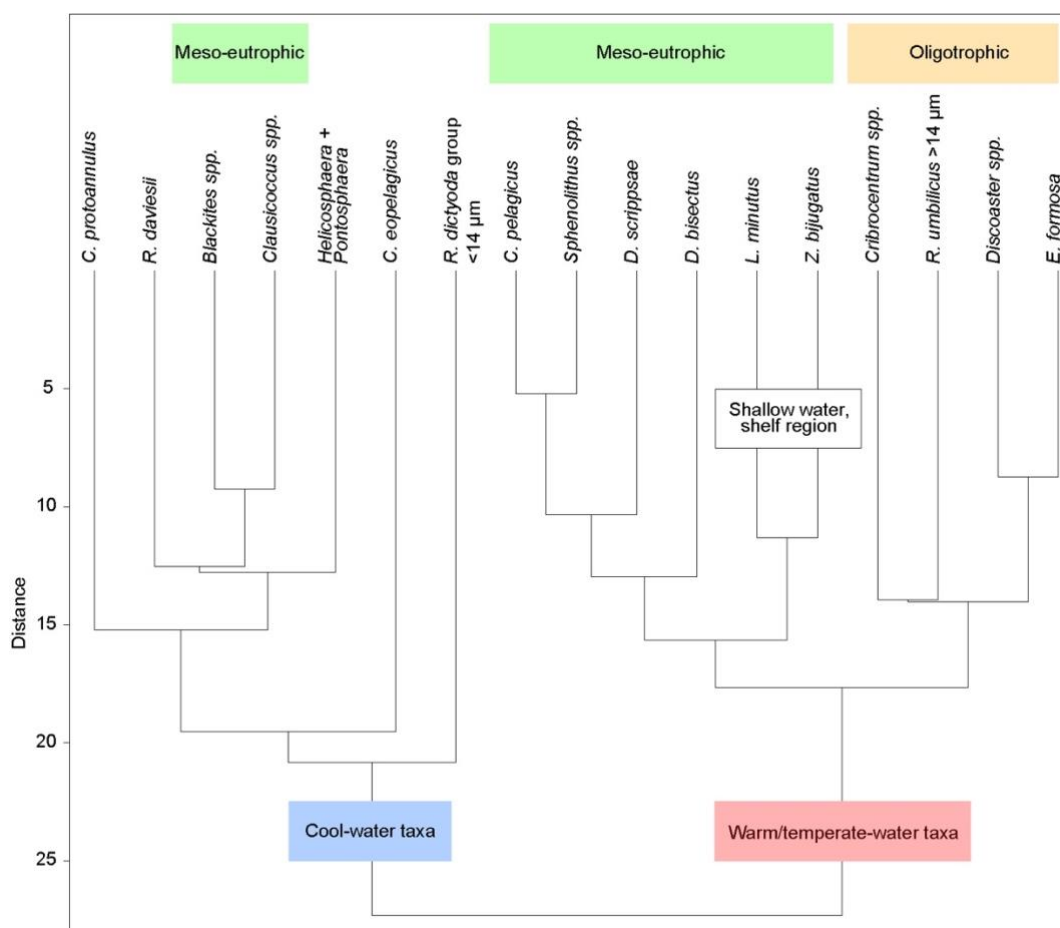 Meso-eutrophic
Meso-eutrophic
Oligotrophic
C. protoannulus
R. daviesii
Blackites spp.
Clausicoccus spp.
Helicosphaera +
Pontosphaera
C. eopelagicus
R. dictyoda group
<14 µm
C. pelagicus
Sphenolithus spp.
D. scrippsae
D. bisectus
L. minutus
Z. bijugatus
Cribrocentrum spp.
R. umbilicus >14 µm
Discoaster spp.
E. formosa
5
Shallow water,
shelf region
10
15
Distance
20
Cool-water taxa
Warm/temperate-water taxa
25